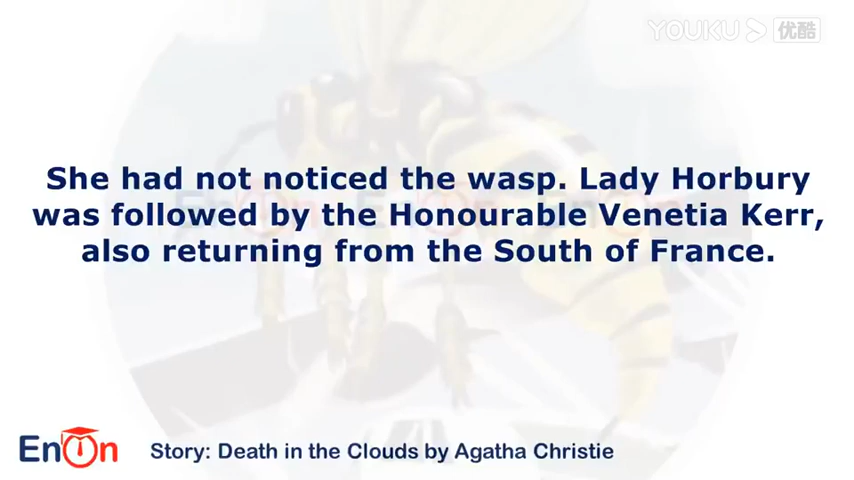 YOUKU 优酷
She had not noticed the wasp. Lady Horbury
was followed by the Honourable Venetia Kerr,
also returning from the South of France.
EnOn
Story: Death in the Clouds by Agatha Christie